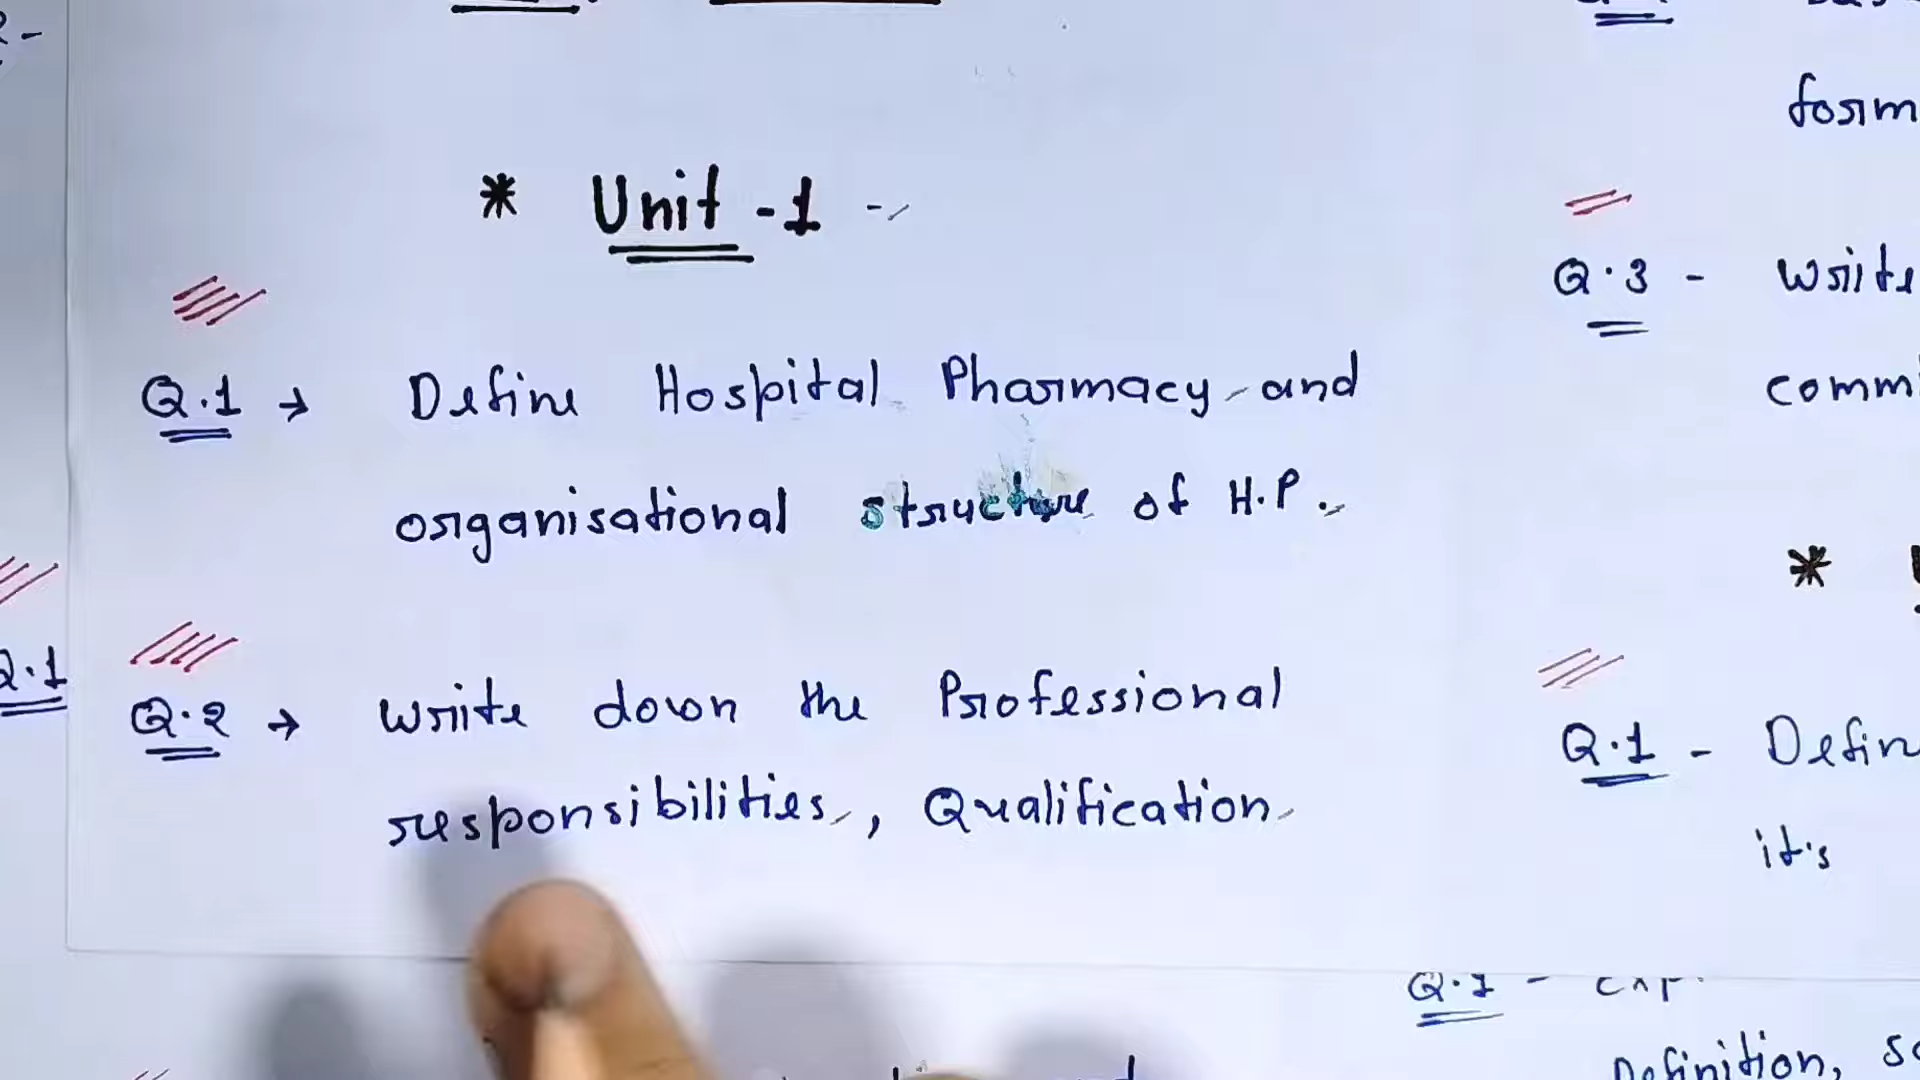 * Unit -1 -
Q.1 → Define Hospital Pharmacy and
organisational structure of H.P.
Q.2 → Write down the Professional
responsibilities, Qualification
Q.1
form
Q.3 - Write
comm
*
Q.1 - Defin
it's
Q.1 -
Definition,